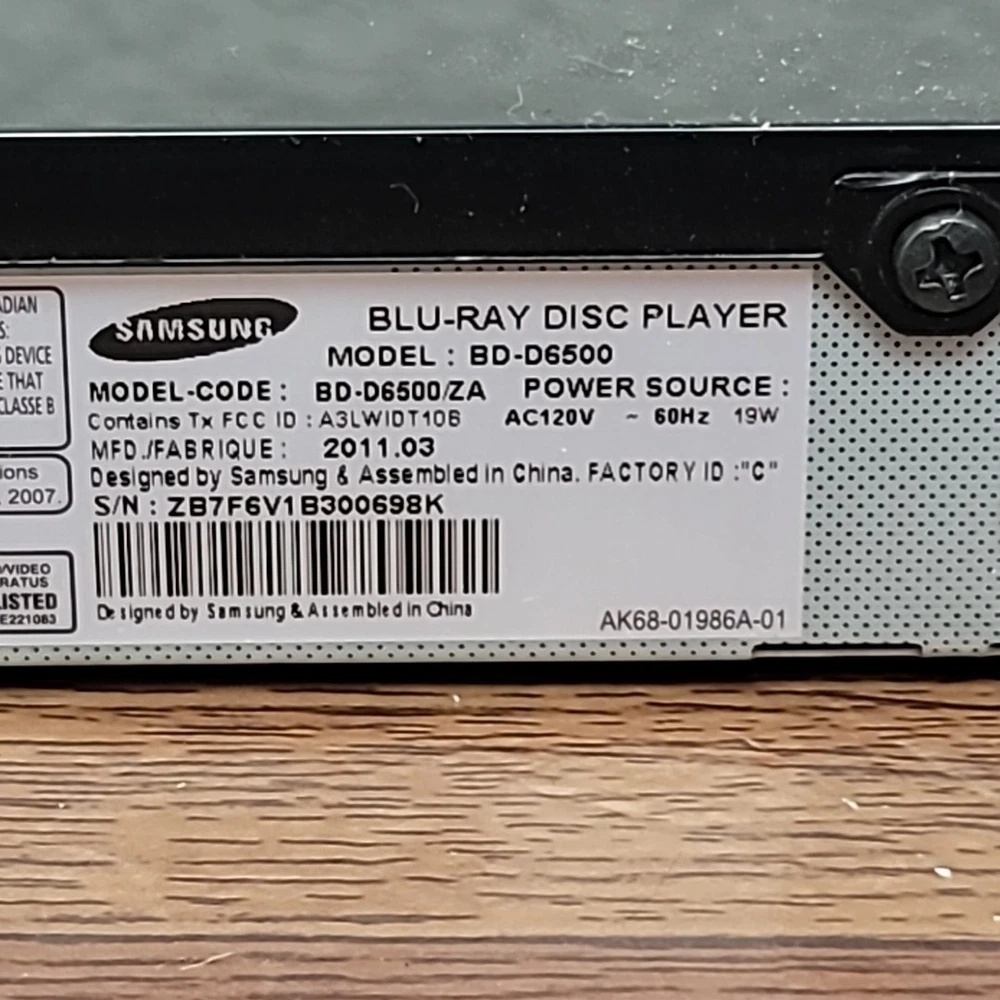 ADIAN
S:
DEVICE
E THAT
CLASSE B
ions
2007.
/VIDEO
RATUS
LISTED
E221083
SAMSUNG
BLU-RAY DISC PLAYER
MODEL : BD-D6500
MODEL-CODE : BD-D6500/ZA POWER SOURCE :
Contains Tx FCC ID : A3LWIDT10B AC120V ~ 60Hz 19W
MFD./FABRIQUE : 2011.03
Designed by Samsung & Assembled in China. FACTORY ID :"C"
S/N : ZB7F6V1B300698K
Designed by Samsung & Assembled in China
AK68-01986A-01